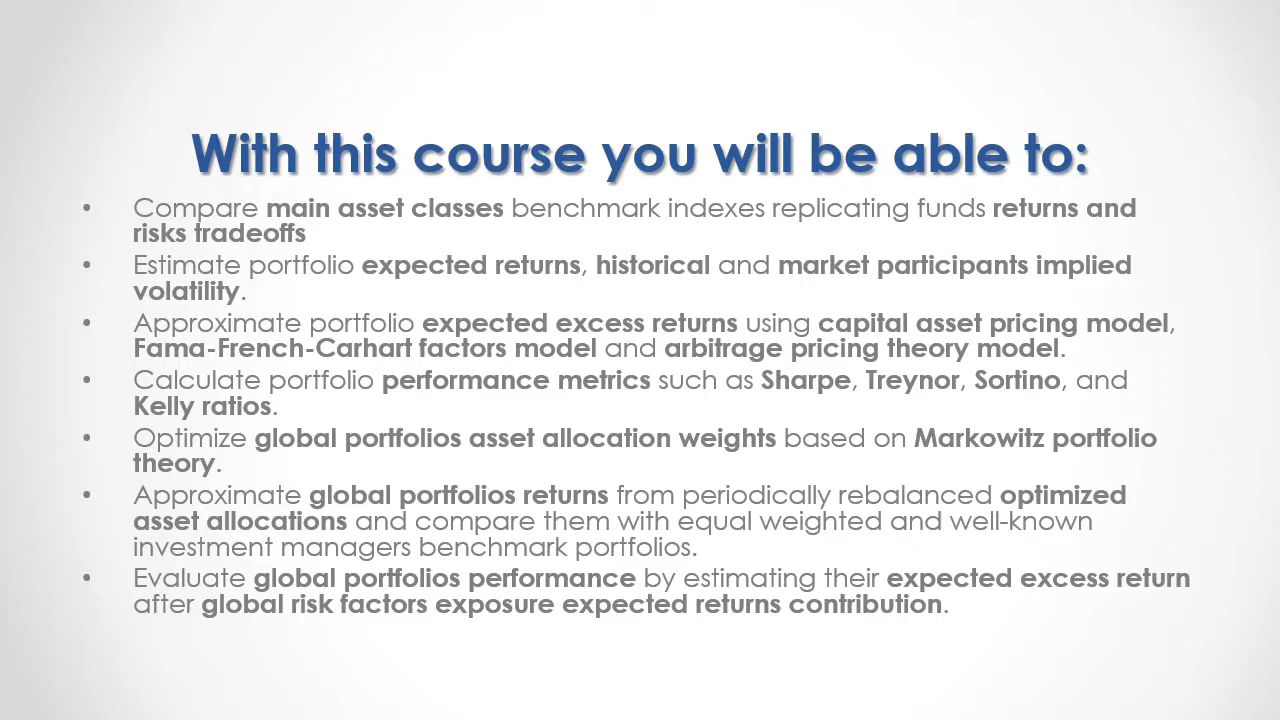 With this course you will be able to:
• Compare main asset classes benchmark indexes replicating funds returns and
risks tradeoffs
• Estimate portfolio expected returns, historical and market participants implied
volatility.
• Approximate portfolio expected excess returns using capital asset pricing model,
Fama-French-Carhart factors model and arbitrage pricing theory model.
• Calculate portfolio performance metrics such as Sharpe, Treynor, Sortino, and
Kelly ratios.
• Optimize global portfolios asset allocation weights based on Markowitz portfolio
theory.
• Approximate global portfolios returns from periodically rebalanced optimized
asset allocations and compare them with equal weighted and well-known
investment managers benchmark portfolios.
• Evaluate global portfolios performance by estimating their expected excess return
after global risk factors exposure expected returns contribution.